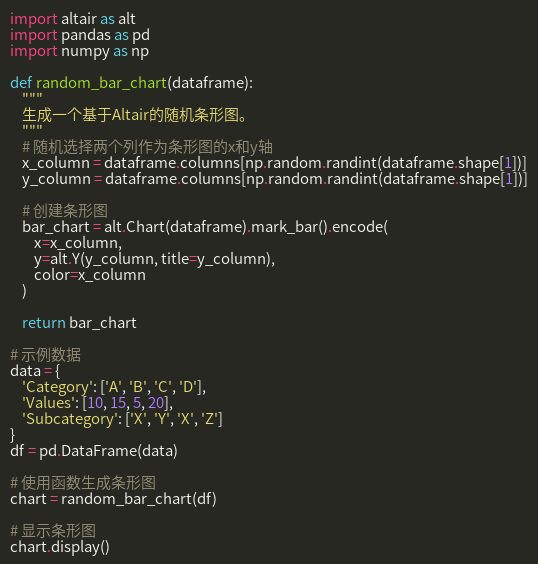 import altair as alt
import pandas as pd
import numpy as np

def random_bar_chart(dataframe):
    """
    生成一个基于Altair的随机条形图。
    """
    # 随机选择两个列作为条形图的x和y轴
    x_column = dataframe.columns[np.random.randint(dataframe.shape[1])]
    y_column = dataframe.columns[np.random.randint(dataframe.shape[1])]

    # 创建条形图
    bar_chart = alt.Chart(dataframe).mark_bar().encode(
        x=x_column,
        y=alt.Y(y_column, title=y_column),
        color=x_column
    )

    return bar_chart

# 示例数据
data = {
    'Category': ['A', 'B', 'C', 'D'],
    'Values': [10, 15, 5, 20],
    'Subcategory': ['X', 'Y', 'X', 'Z']
}
df = pd.DataFrame(data)

# 使用函数生成条形图
chart = random_bar_chart(df)

# 显示条形图
chart.display()